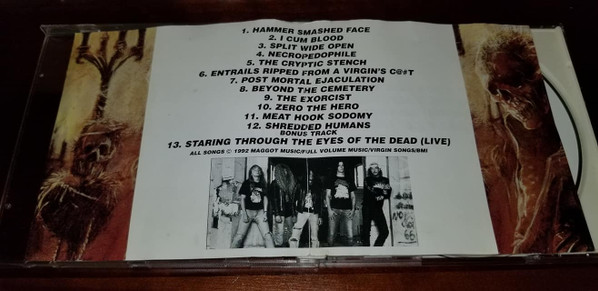 1. HAMMER SMASHED FACE
2. I CUM BLOOD
3. SPLIT WIDE OPEN
4. NECROPEDOPHILE
5. THE CRYPTIC STENCH
6. ENTRAILS RIPPED FROM A VIRGIN'S C@#T
7. POST MORTAL EJACULATION
8. BEYOND THE CEMETERY
9. THE EXORCIST
10. ZERO THE HERO
11. MEAT HOOK SODOMY
12. SHREDDED HUMANS
BONUS TRACK
13. STARING THROUGH THE EYES OF THE DEAD (LIVE)
ALL SONGS © 1992 MAGGOT MUSIC/FULL VOLUME MUSIC/VIRGIN SONGS/BMI